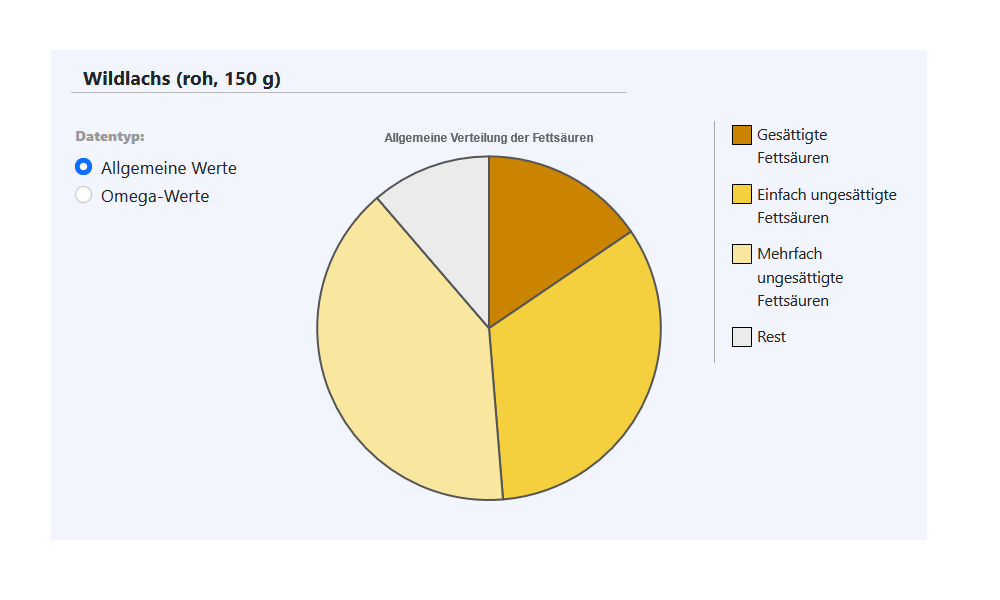 Wildlachs (roh, 150 g)
Datentyp:
Allgemeine Werte
Omega-Werte
Allgemeine Verteilung der Fettsäuren
Gesättigte
Fettsäuren
Einfach ungesättigte
Fettsäuren
Mehrfach
ungesättigte
Fettsäuren
Rest